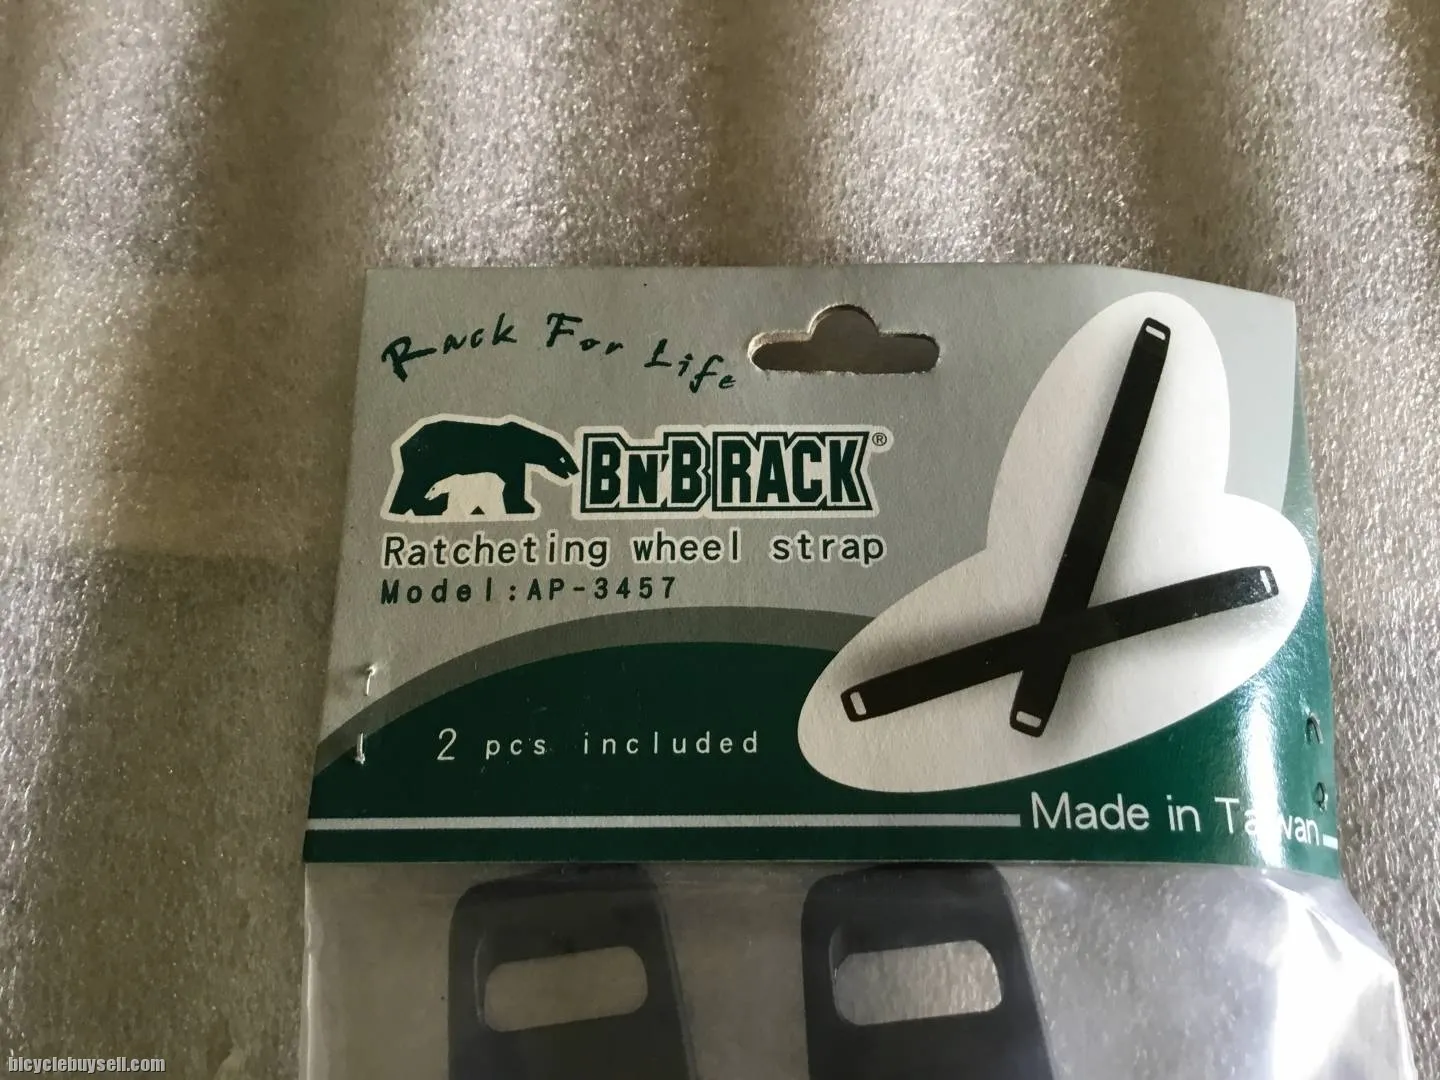 Rack For Life
BN'B RACK®
Ratcheting wheel strap
Model:AP-3457
2 pcs included
Made in Taiwan
bicyclebuysell.com